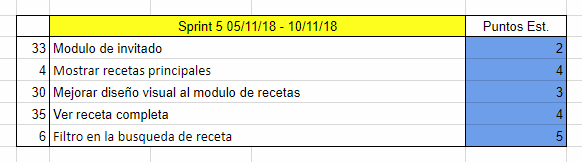 Sprint 5 05/11/18 - 10/11/18 Puntos Est.
33 Modulo de invitado 2
4 Mostrar recetas principales 4
30 Mejorar diseño visual al modulo de recetas 3
35 Ver receta completa 4
6 Filtro en la busqueda de receta 5